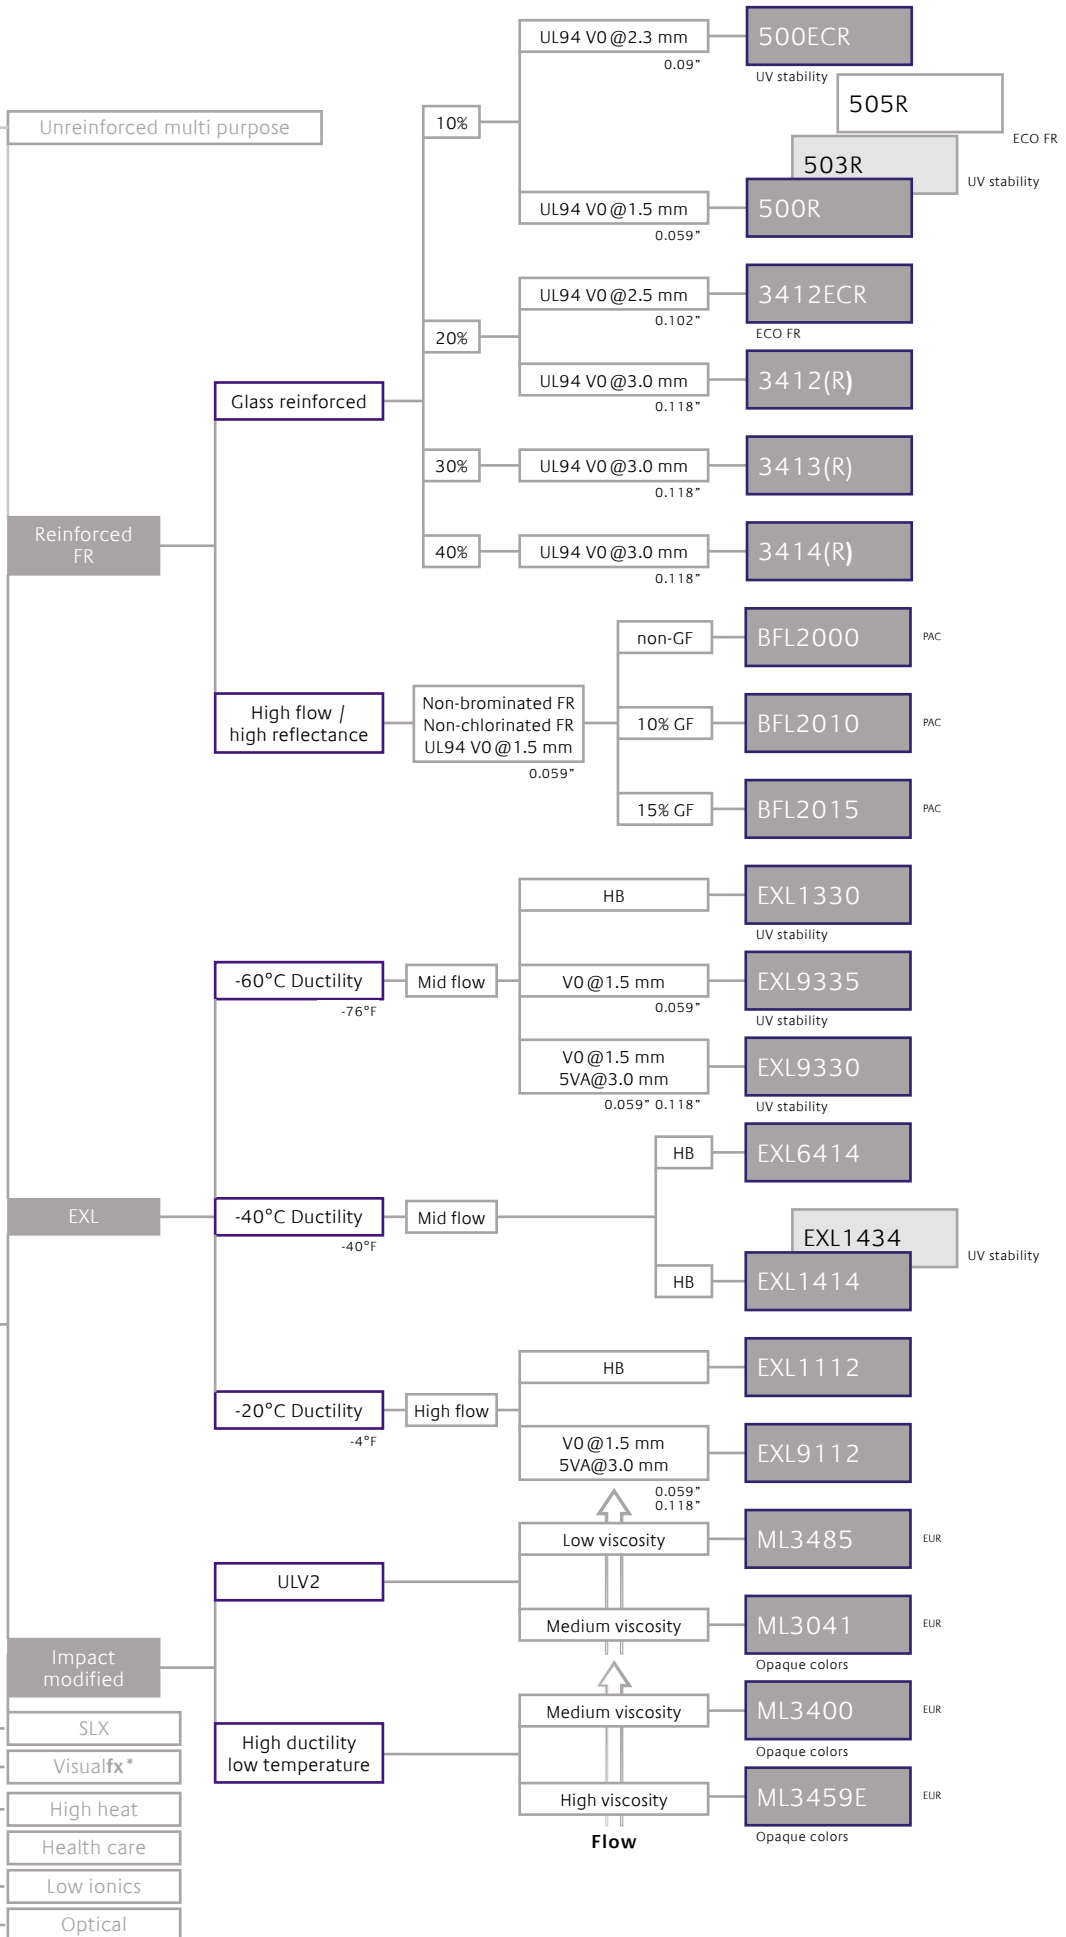 Unreinforced multi purpose
Reinforced
FR
Glass reinforced
10%
UL94 V0@2.3 mm
0.09”
500ECR
UV stability
505R
ECO FR
503R
UV stability
UL94 V0@1.5 mm
0.059”
500R
20%
UL94 V0@2.5 mm
0.102”
3412ECR
ECO FR
UL94 V0@3.0 mm
0.118”
3412(R)
30%
UL94 V0@3.0 mm
0.118”
3413(R)
40%
UL94 V0@3.0 mm
0.118”
3414(R)
High flow /
high reflectance
Non-brominated FR
Non-chlorinated FR
UL94 V0@1.5 mm
0.059”
non-GF
BFL2000
PAC
10% GF
BFL2010
PAC
15% GF
BFL2015
PAC
EXL
-60°C Ductility
-76°F
Mid flow
HB
EXL1330
UV stability
V0@1.5 mm
0.059”
EXL9335
UV stability
V0@1.5 mm
5VA@3.0 mm
0.059” 0.118”
EXL9330
UV stability
-40°C Ductility
-40°F
Mid flow
HB
EXL6414
EXL1434
UV stability
HB
EXL1414
-20°C Ductility
-4°F
High flow
HB
EXL1112
V0@1.5 mm
5VA@3.0 mm
0.059”
0.118”
EXL9112
Impact
modified
ULV2
Low viscosity
ML3485
EUR
Medium viscosity
ML3041
EUR
Opaque colors
High ductility
low temperature
Medium viscosity
ML3400
EUR
Opaque colors
High viscosity
ML3459E
EUR
Opaque colors
Flow
SLX
Visualfx*
High heat
Health care
Low ionics
Optical